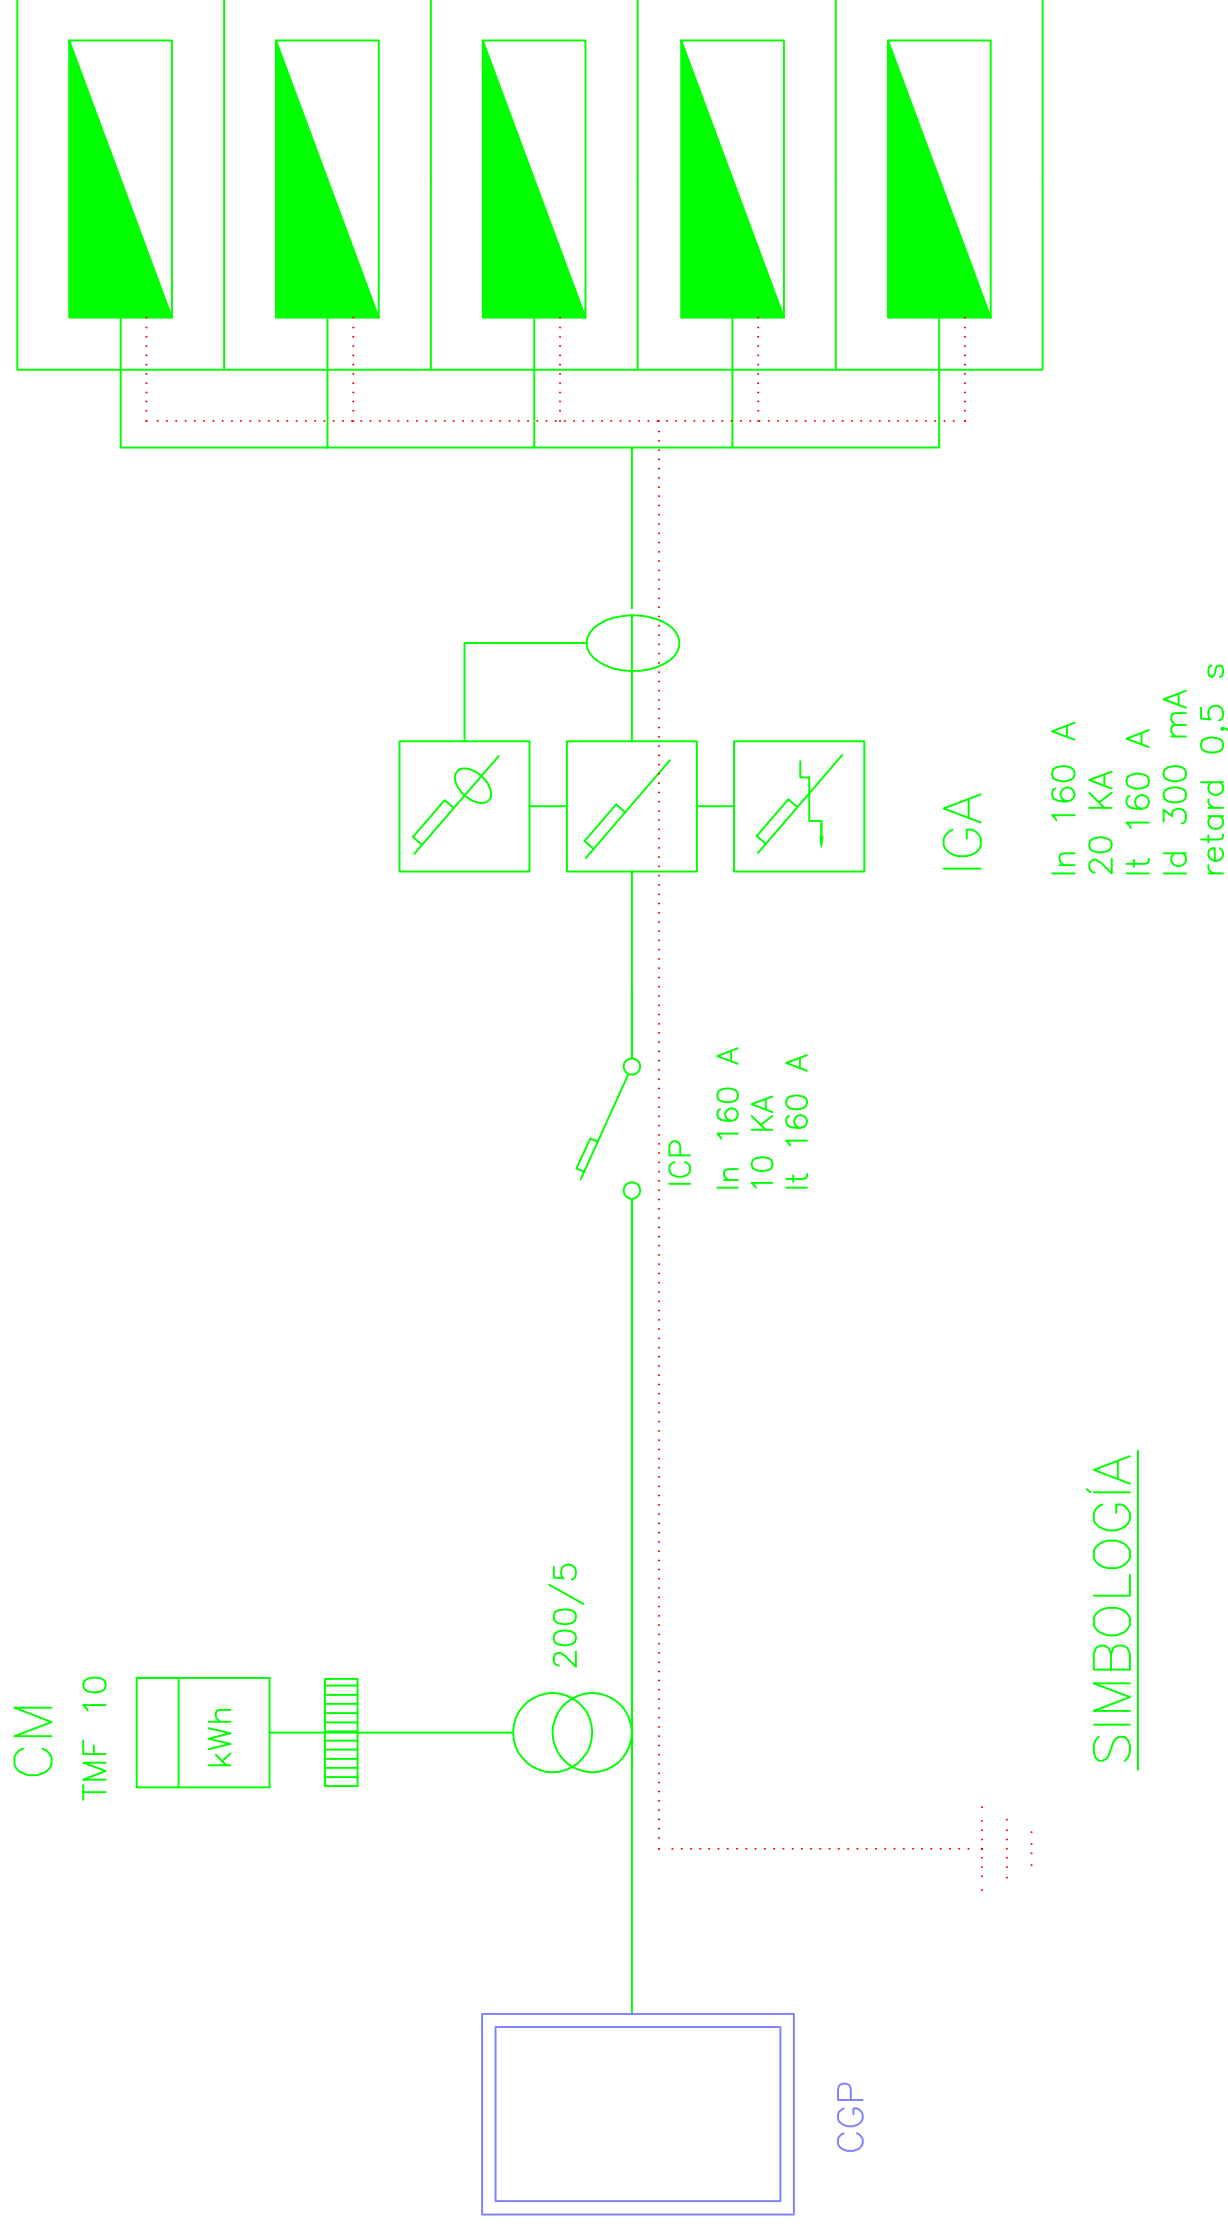 CM
TMF 10
kWh
200/5
ICP
In 160 A
10 KA
It 160 A
IGA
In 160 A
20 KA
It 160 A
Id 300 mA
retard 0,5 s
CGP
SIMBOLOGÍA